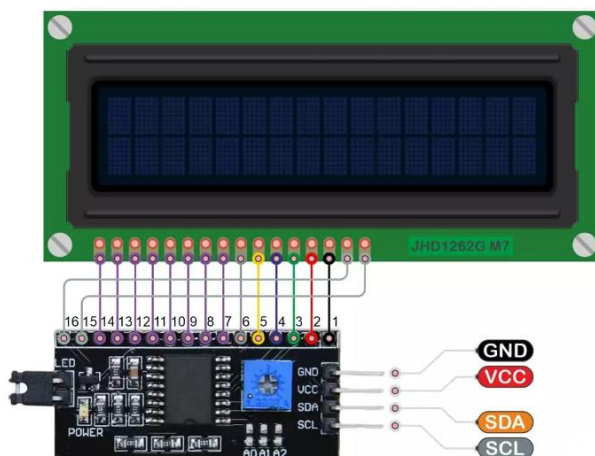 JHD1262G M7
16 15 14 13 12 11 10 9 8 7 6 5 4 3 2 1
LED
POWER
A0 A1 A2
GND
VCC
SDA
SCL
GND
VCC
SDA
SCL